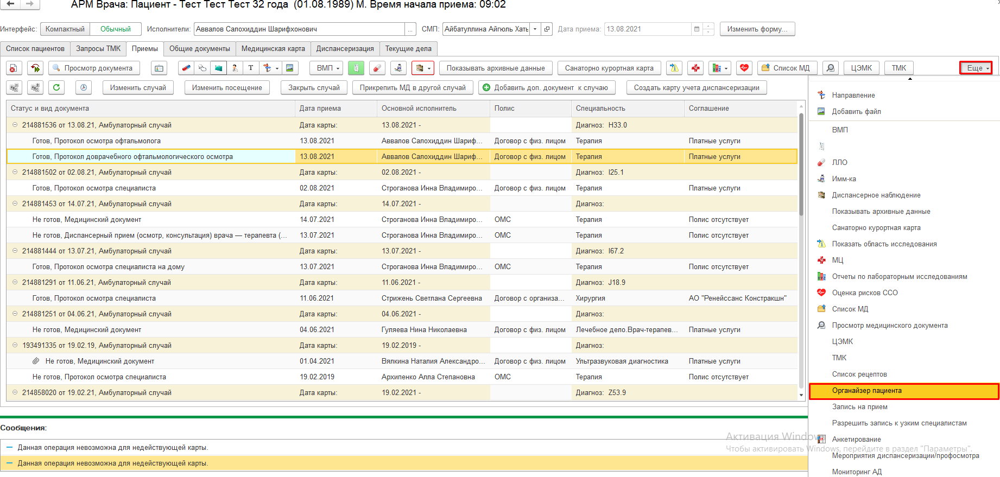 АРМ Врача: Пациент - Тест Тест Тест 32 года (01.08.1989) М. Время начала приема: 09:02
Интерфейс: Компактный Обычный Исполнители: Аввалов Салохиддин Шарифхонович ... СМП: Айбатуллина Айгюль Хать Дата приема: 13.08.2021 Изменить форму...
Список пациентов Запросы ТМК Приемы Общие документы Медицинская карта Диспансеризация Текущие дела
Просмотр документа T ВМП Показывать архивные данные Санаторно курортная карта Список МД ЦЭМК ТМК Еще
Изменить случай Изменить посещение Закрыть случай Прикрепить МД в другой случай Добавить доп. документ к случаю Создать карту учета диспансеризации
Статус и вид документа Дата приема Основной исполнитель Полис Специальность Соглашение
214881536 от 13.08.21, Амбулаторный случай Дата карты: 13.08.2021 - Диагноз: H33.0
Готов, Протокол осмотра офтальмолога 13.08.2021 Аввалов Салохиддин Шариф... Договор с физ. лицом Терапия Платные услуги
Готов, Протокол доврачебного офтальмологического осмотра 13.08.2021 Аввалов Салохиддин Шариф... Договор с физ. лицом Терапия Платные услуги
214881502 от 02.08.21, Амбулаторный случай Дата карты: 02.08.2021 - Диагноз: I25.1
Готов, Протокол осмотра специалиста 02.08.2021 Строганова Инна Владимиро... Договор с физ. лицом Терапия Платные услуги
214881453 от 14.07.21, Амбулаторный случай Дата карты: 14.07.2021 - Диагноз:
Не готов, Медицинский документ 14.07.2021 Строганова Инна Владимиро... ОМС Терапия Полис отсутствует
Не готов, Диспансерный прием (осмотр, консультация) врача — терапевта (... 13.07.2021 Строганова Инна Владимиро... ОМС Терапия Полис отсутствует
214881444 от 13.07.21, Амбулаторный случай Дата карты: 13.07.2021 - Диагноз: I67.2
Готов, Протокол осмотра специалиста на дому 13.07.2021 Строганова Инна Владимиро... ОМС Терапия Полис отсутствует
214881291 от 11.06.21, Амбулаторный случай Дата карты: 11.06.2021 - Диагноз: J18.9
Готов, Протокол осмотра специалиста 11.06.2021 Стрижень Светлана Сергеевна Договор с организа... Хирургия АО "Ренейссанс Констракшн"
214881251 от 04.06.21, Амбулаторный случай Дата карты: 04.06.2021 - Диагноз:
Не готов, Медицинский документ 04.06.2021 Гуляева Нина Николаевна Договор с физ. лицом Лечебное дело.Врач-терапев... Платные услуги
193491335 от 19.02.19, Амбулаторный случай Дата карты: 19.02.2019 - Диагноз:
Не готов, Медицинский документ 01.04.2021 Вялкина Наталия Александро... Договор с физ. лицом Ультразвуковая диагностика Платные услуги
Не готов, Протокол осмотра специалиста 19.02.2019 Архипенко Алла Степановна ОМС Терапия Полис отсутствует
214858020 от 19.02.21, Амбулаторный случай Дата карты: 19.02.2021 - Диагноз: Z53.9
Направление
Добавить файл
ВМП
ЛЛО
Имм-ка
Диспансерное наблюдение
Показывать архивные данные
Санаторно курортная карта
Показать область исследования
МЦ
Отчеты по лабораторным исследованиям
Оценка рисков ССО
Список МД
Просмотр медицинского документа
ЦЭМК
ТМК
Список рецептов
Органайзер пациента
Запись на прием
Разрешить запись к узким специалистам
Анкетирование
Мероприятия диспансеризации/профосмотра
Мониторинг АД
Сообщения:
Данная операция невозможна для недействующей карты.
Данная операция невозможна для недействующей карты.
Активация Windows
Чтобы активировать Windows, перейдите в раздел "Параметры".